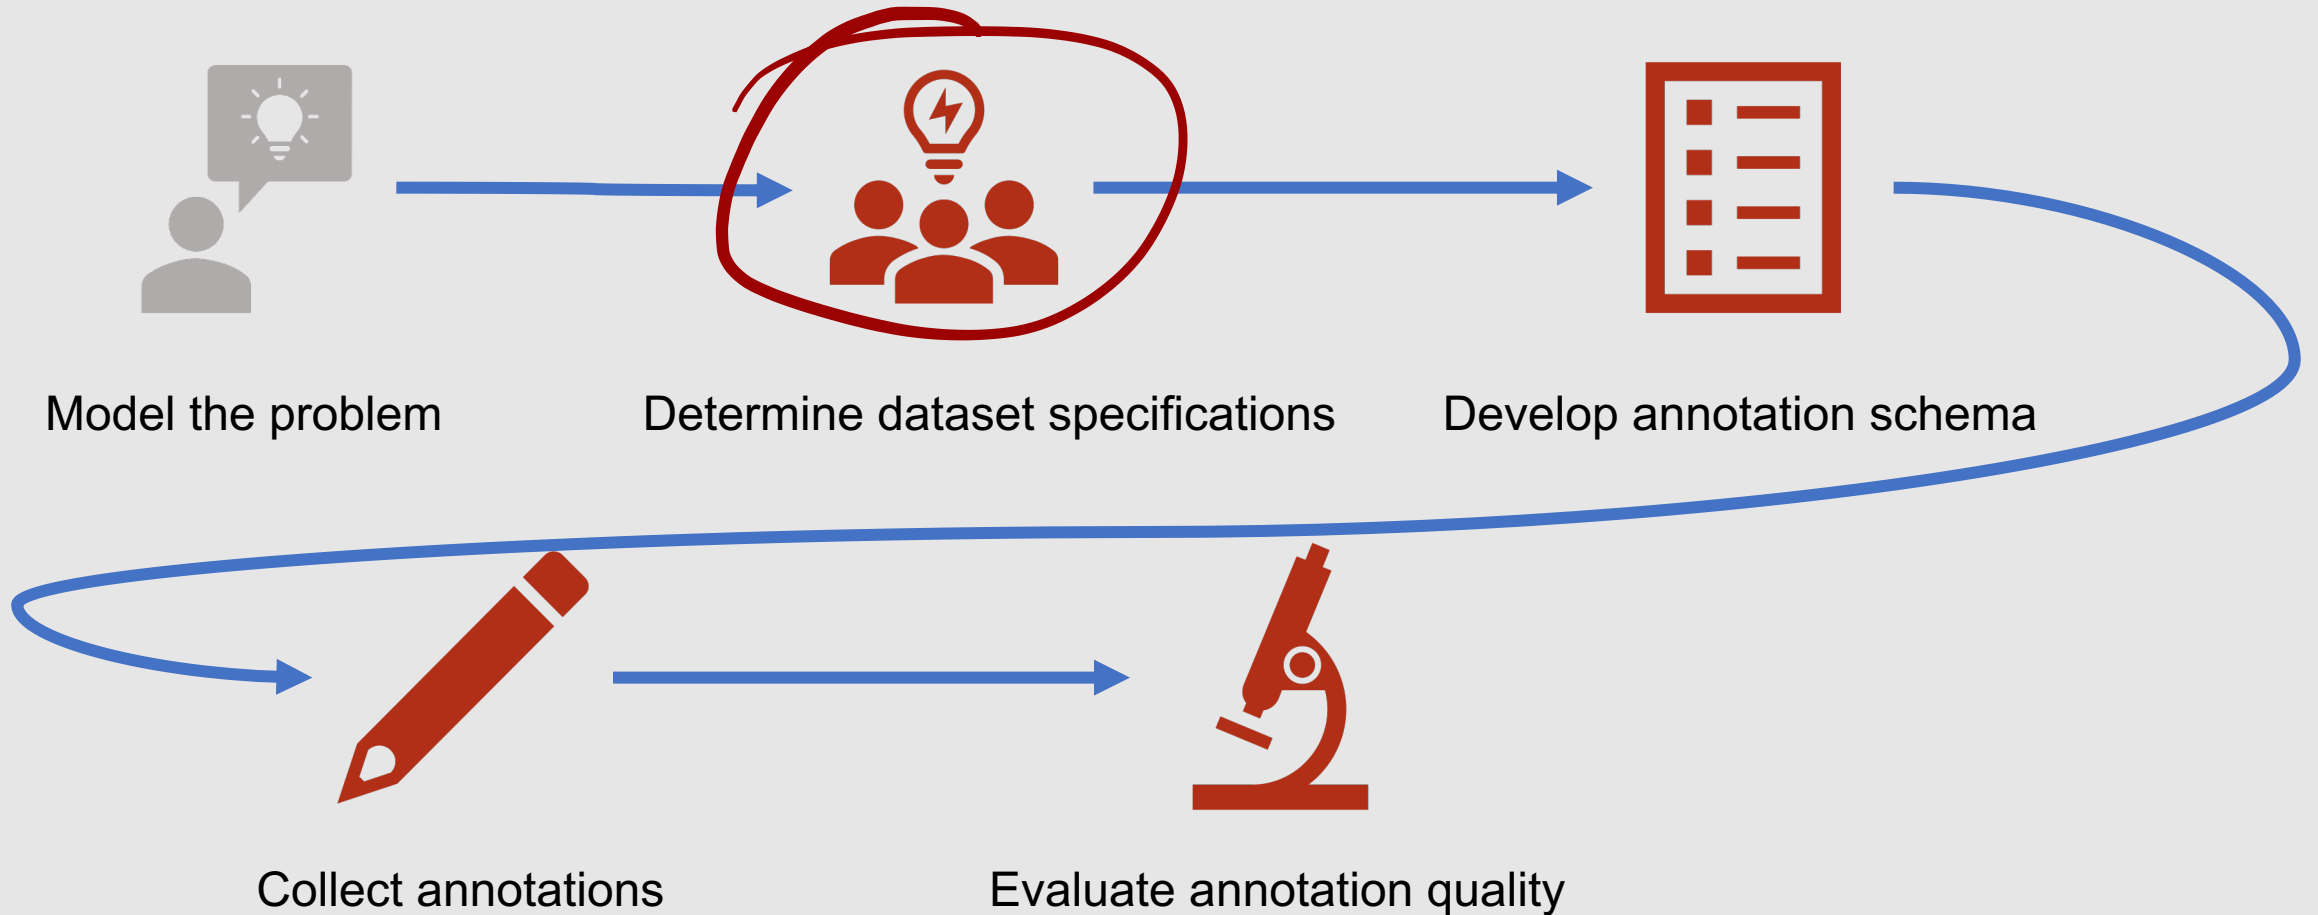 Model the problem
Determine dataset specifications
Develop annotation schema
Collect annotations
Evaluate annotation quality